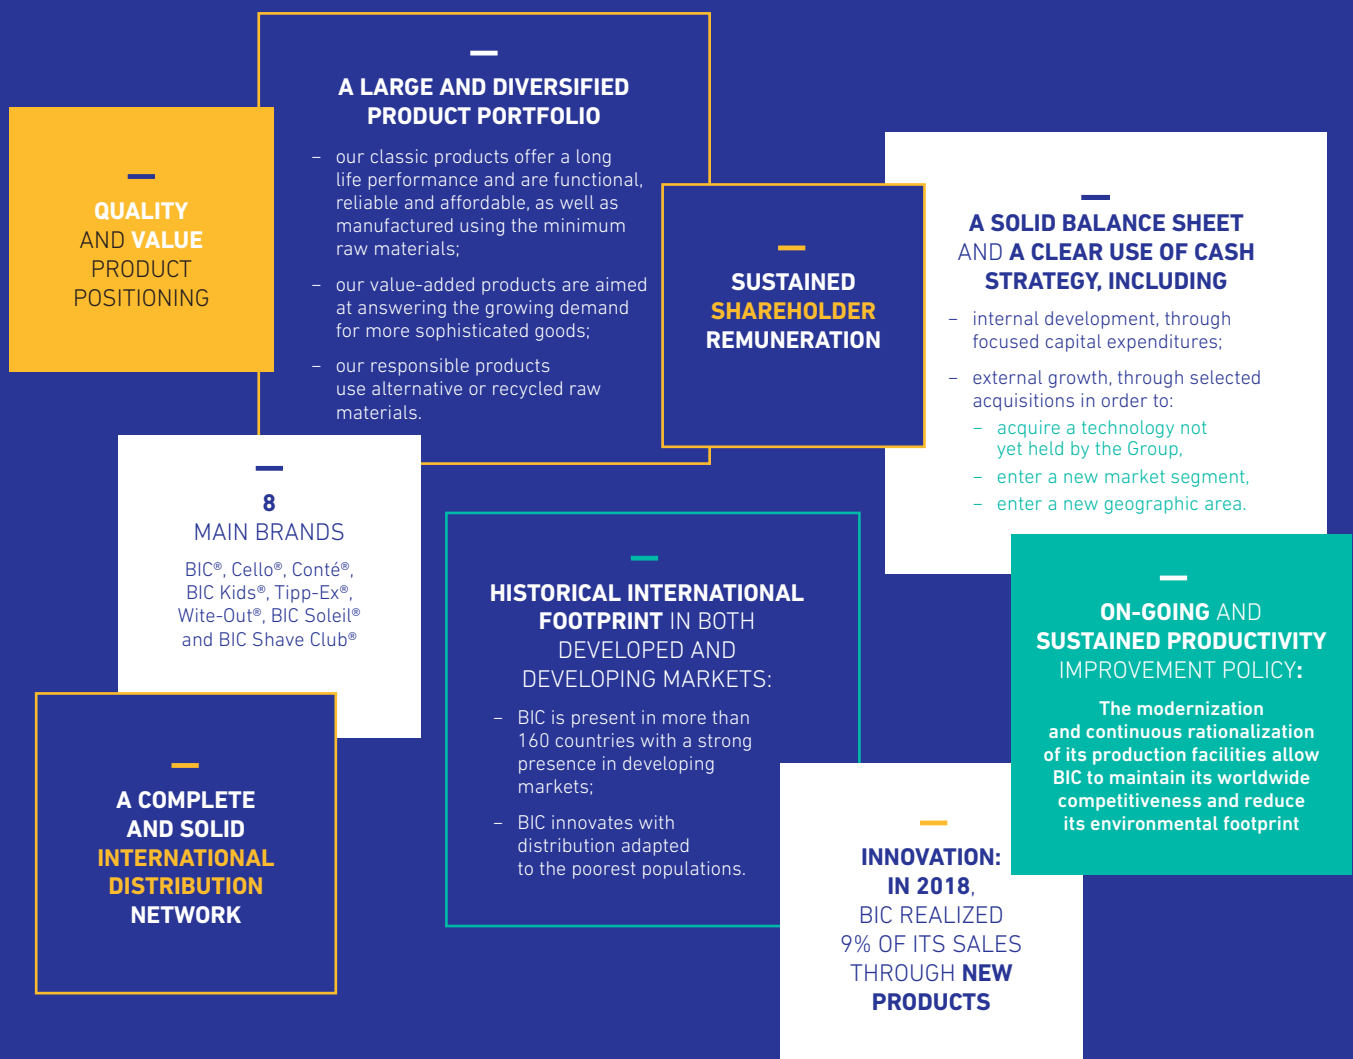 A LARGE AND DIVERSIFIED
PRODUCT PORTFOLIO
– our classic products offer a long
life performance and are functional,
reliable and affordable, as well as
manufactured using the minimum
raw materials;
– our value-added products are aimed
at answering the growing demand
for more sophisticated goods;
– our responsible products
use alternative or recycled raw
materials.
QUALITY
AND VALUE
PRODUCT
POSITIONING
SUSTAINED
SHAREHOLDER
REMUNERATION
A SOLID BALANCE SHEET
AND A CLEAR USE OF CASH
STRATEGY, INCLUDING
– internal development, through
focused capital expenditures;
– external growth, through selected
acquisitions in order to:
– acquire a technology not
yet held by the Group,
– enter a new market segment,
– enter a new geographic area.
8
MAIN BRANDS
BIC®, Cello®, Conté®,
BIC Kids®, Tipp-Ex®,
Wite-Out®, BIC Soleil®
and BIC Shave Club®
HISTORICAL INTERNATIONAL
FOOTPRINT IN BOTH
DEVELOPED AND
DEVELOPING MARKETS:
– BIC is present in more than
160 countries with a strong
presence in developing
markets;
– BIC innovates with
distribution adapted
to the poorest populations.
ON-GOING AND
SUSTAINED PRODUCTIVITY
IMPROVEMENT POLICY:
The modernization
and continuous rationalization
of its production facilities allow
BIC to maintain its worldwide
competitiveness and reduce
its environmental footprint
A COMPLETE
AND SOLID
INTERNATIONAL
DISTRIBUTION
NETWORK
INNOVATION:
IN 2018,
BIC REALIZED
9% OF ITS SALES
THROUGH NEW
PRODUCTS